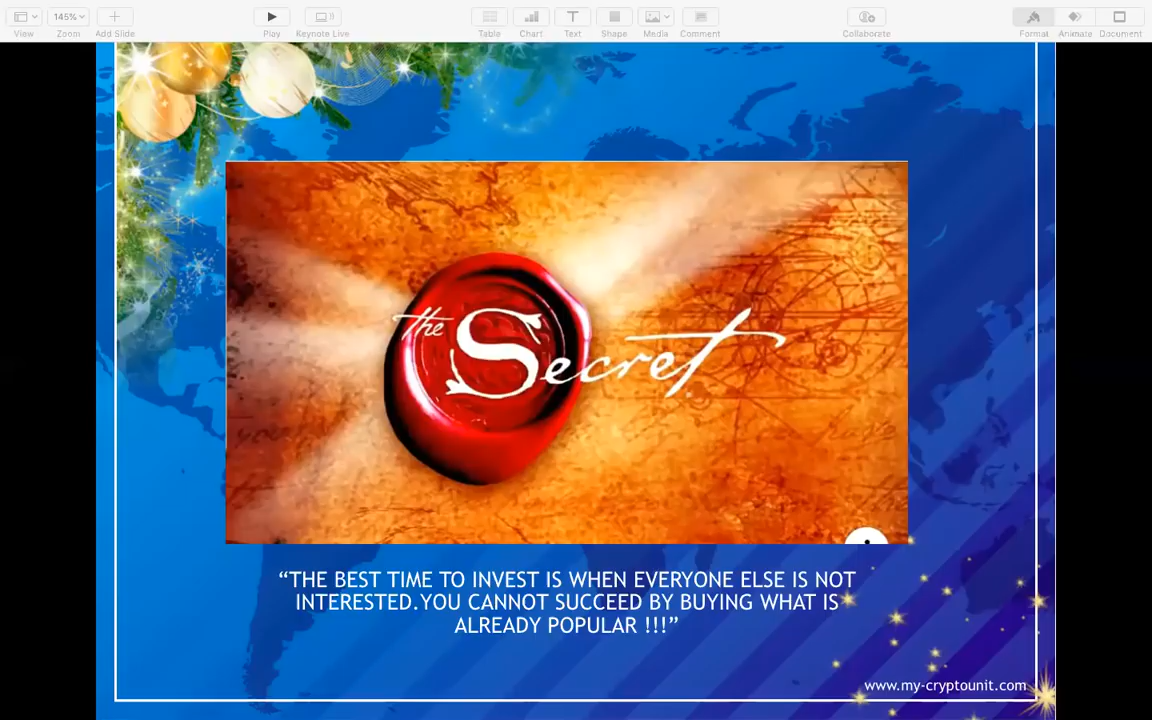 View
145%
Zoom
Add Slide
Play
Keynote Live
Table
Chart
Text
Shape
Media
Comment
Collaborate
Format
Animate
Document
the Secret
“THE BEST TIME TO INVEST IS WHEN EVERYONE ELSE IS NOT
INTERESTED.YOU CANNOT SUCCEED BY BUYING WHAT IS
ALREADY POPULAR !!!”
www.my-cryptounit.com